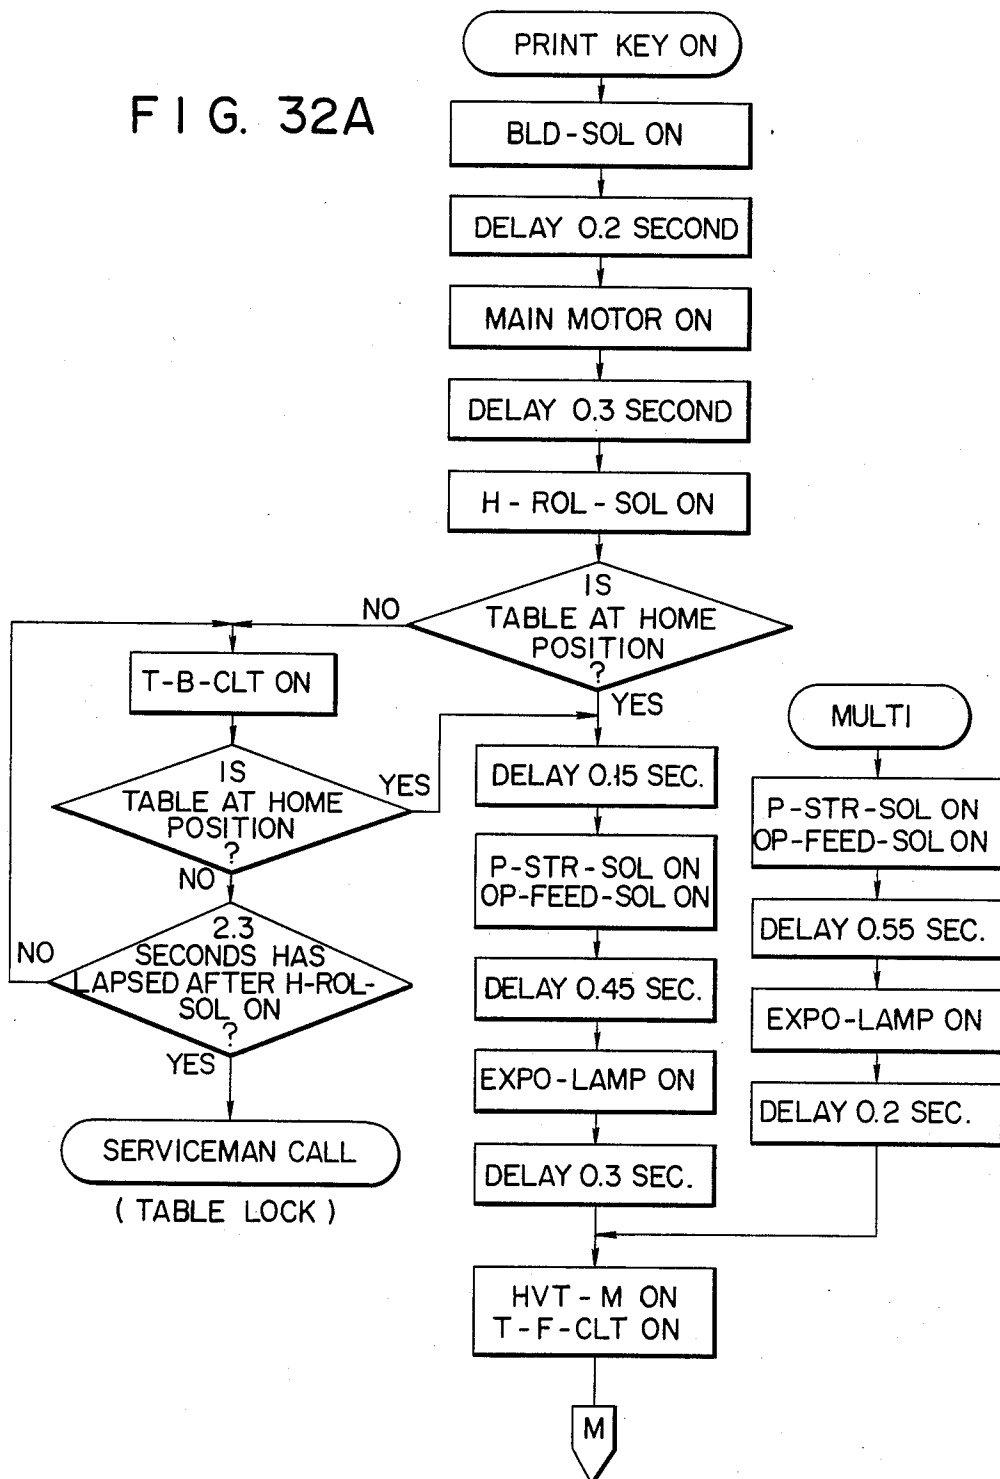 FIG. 32A
PRINT KEY ON
BLD-SOL ON
DELAY 0.2 SECOND
MAIN MOTOR ON
DELAY 0.3 SECOND
H-ROL-SOL ON
IS
TABLE AT HOME
POSITION
?
NO
YES
T-B-CLT ON
IS
TABLE AT HOME
POSITION
?
YES
NO
2.3
SECONDS HAS
LAPSED AFTER H-ROL-
SOL ON
?
NO
YES
SERVICEMAN CALL
(TABLE LOCK)
DELAY 0.15 SEC.
P-STR-SOL ON
OP-FEED-SOL ON
DELAY 0.45 SEC.
EXPO-LAMP ON
DELAY 0.3 SEC.
MULTI
P-STR-SOL ON
OP-FEED-SOL ON
DELAY 0.55 SEC.
EXPO-LAMP ON
DELAY 0.2 SEC.
HVT-M ON
T-F-CLT ON
M